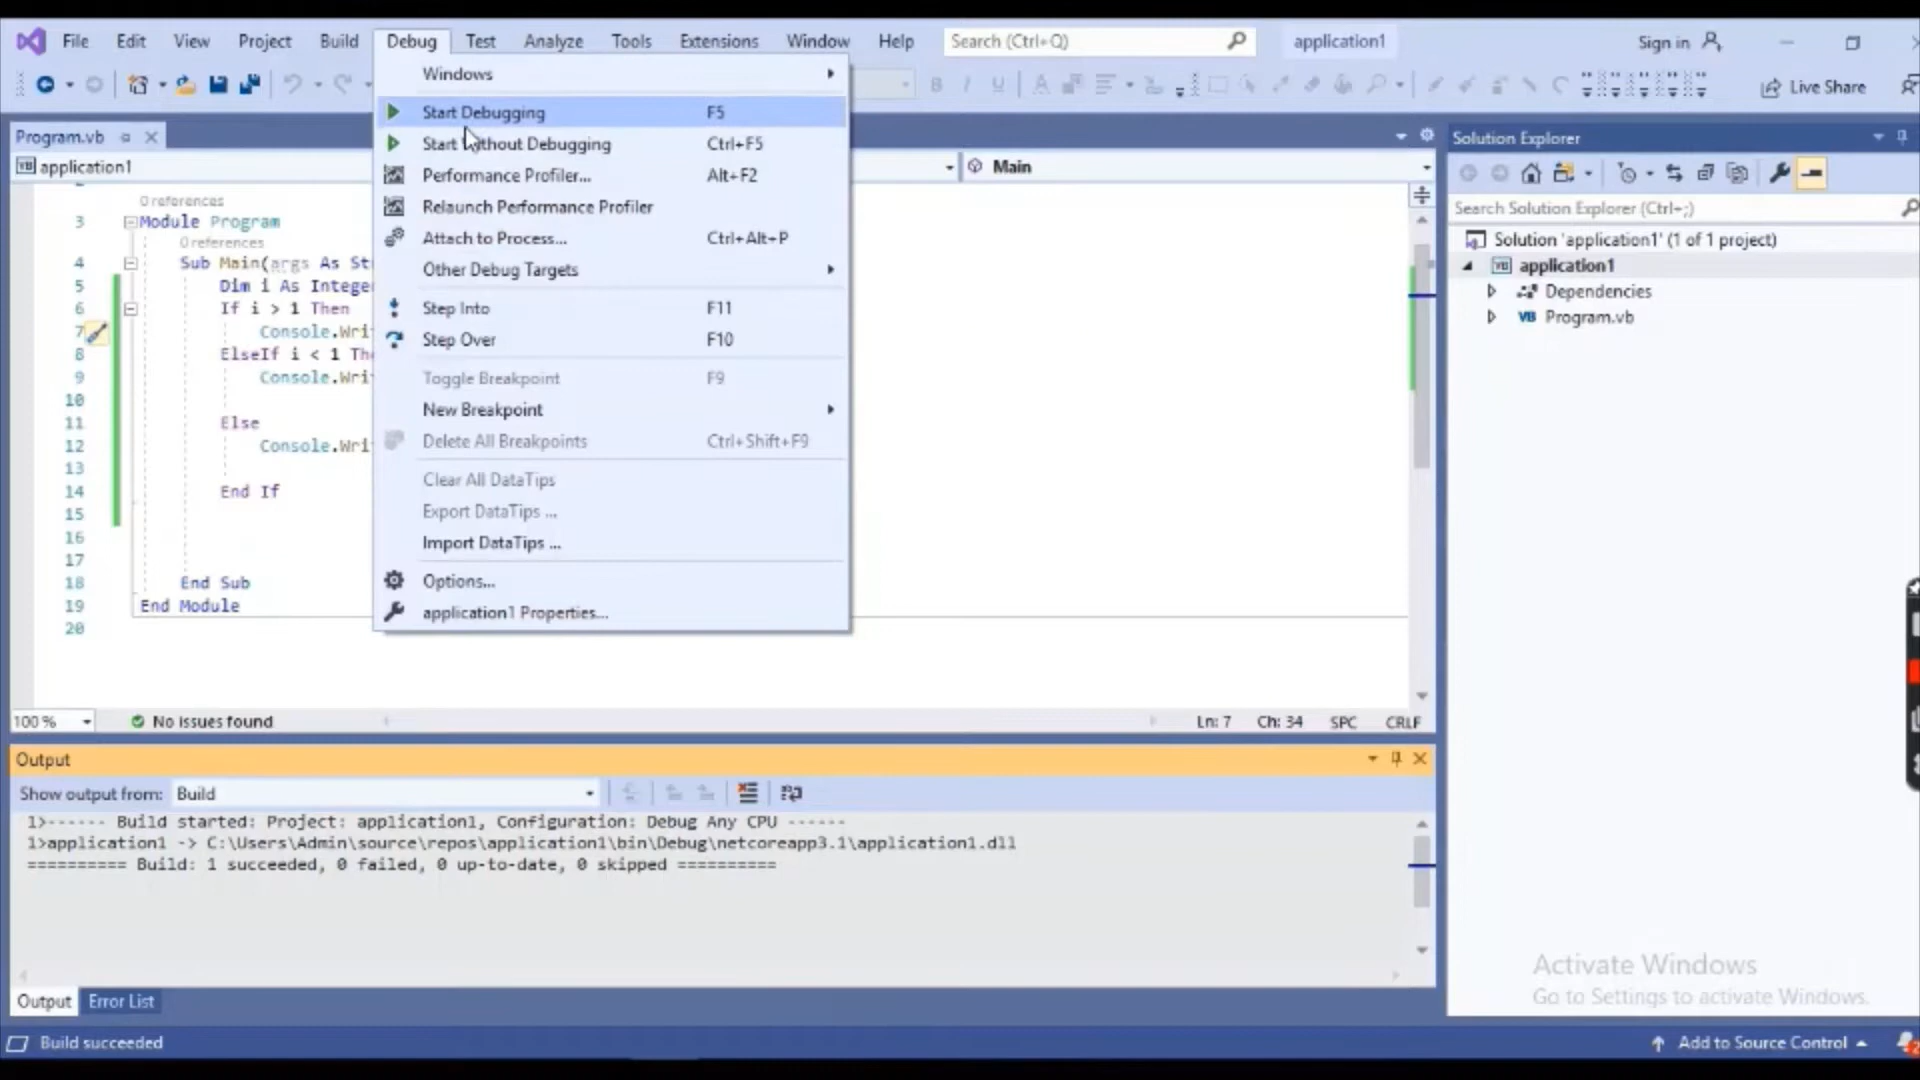 File Edit View Project Build Debug Test Analyze Tools Extensions Window Help Search (Ctrl+Q) application1 Sign in
Live Share
Windows
Start Debugging F5
Start Without Debugging Ctrl+F5
Performance Profiler... Alt+F2
Relaunch Performance Profiler
Attach to Process... Ctrl+Alt+P
Other Debug Targets
Step Into F11
Step Over F10
Toggle Breakpoint F9
New Breakpoint
Delete All Breakpoints Ctrl+Shift+F9
Clear All DataTips
Export DataTips ...
Import DataTips ...
Options...
application1 Properties...
Program.vb
application1
Main
0 references
3 Module Program
0 references
4 Sub Main(args As St
5 Dim i As Integer
6 If i > 1 Then
7 Console.Wri
8 ElseIf i < 1 The
9 Console.Wri
10
11 Else
12 Console.Wri
13
14 End If
15
16
17
18 End Sub
19 End Module
20
100 % No issues found Ln: 7 Ch: 34 SPC CRLF
Solution Explorer
Search Solution Explorer (Ctrl+;)
Solution 'application1' (1 of 1 project)
VB application1
Dependencies
VB Program.vb
Output
Show output from: Build
1>------ Build started: Project: application1, Configuration: Debug Any CPU ------
1>application1 -> C:\Users\Admin\source\repos\application1\bin\Debug\netcoreapp3.1\application1.dll
========== Build: 1 succeeded, 0 failed, 0 up-to-date, 0 skipped ==========
Output Error List
Activate Windows
Go to Settings to activate Windows.
Build succeeded
Add to Source Control